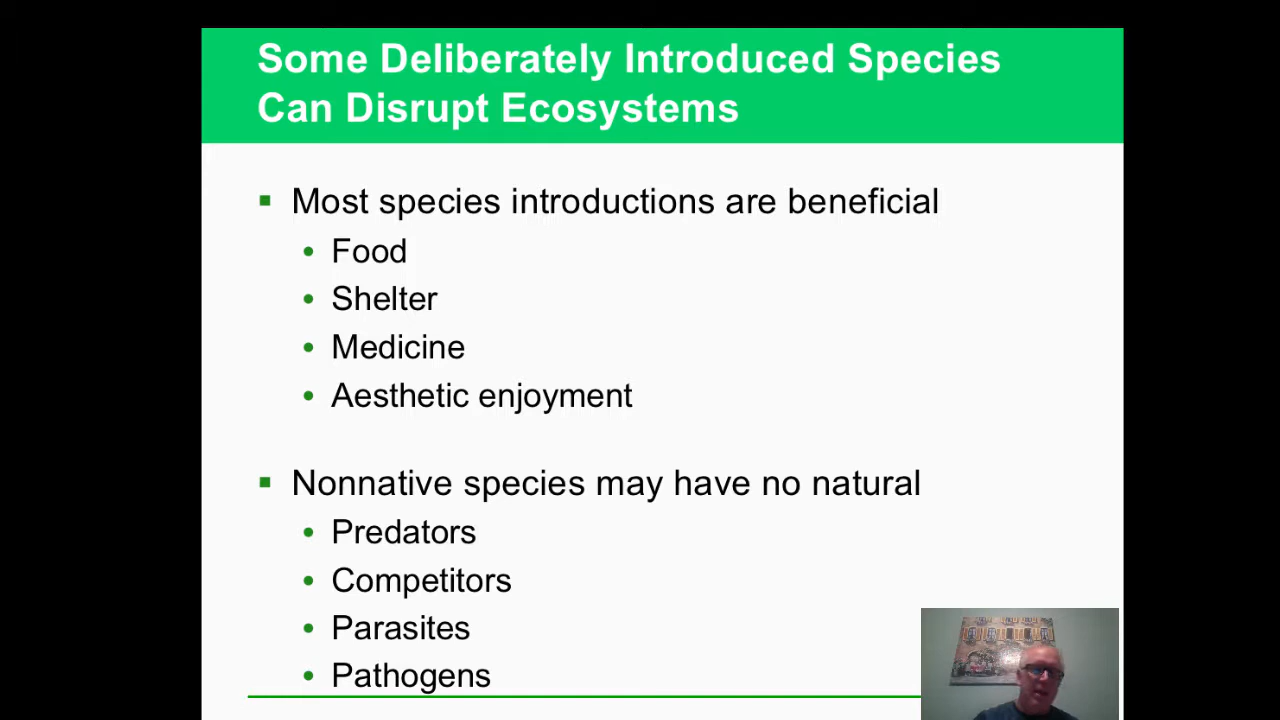 Some Deliberately Introduced Species
Can Disrupt Ecosystems
Most species introductions are beneficial
Food
Shelter
Medicine
Aesthetic enjoyment
Nonnative species may have no natural
Predators
Competitors
Parasites
Pathogens